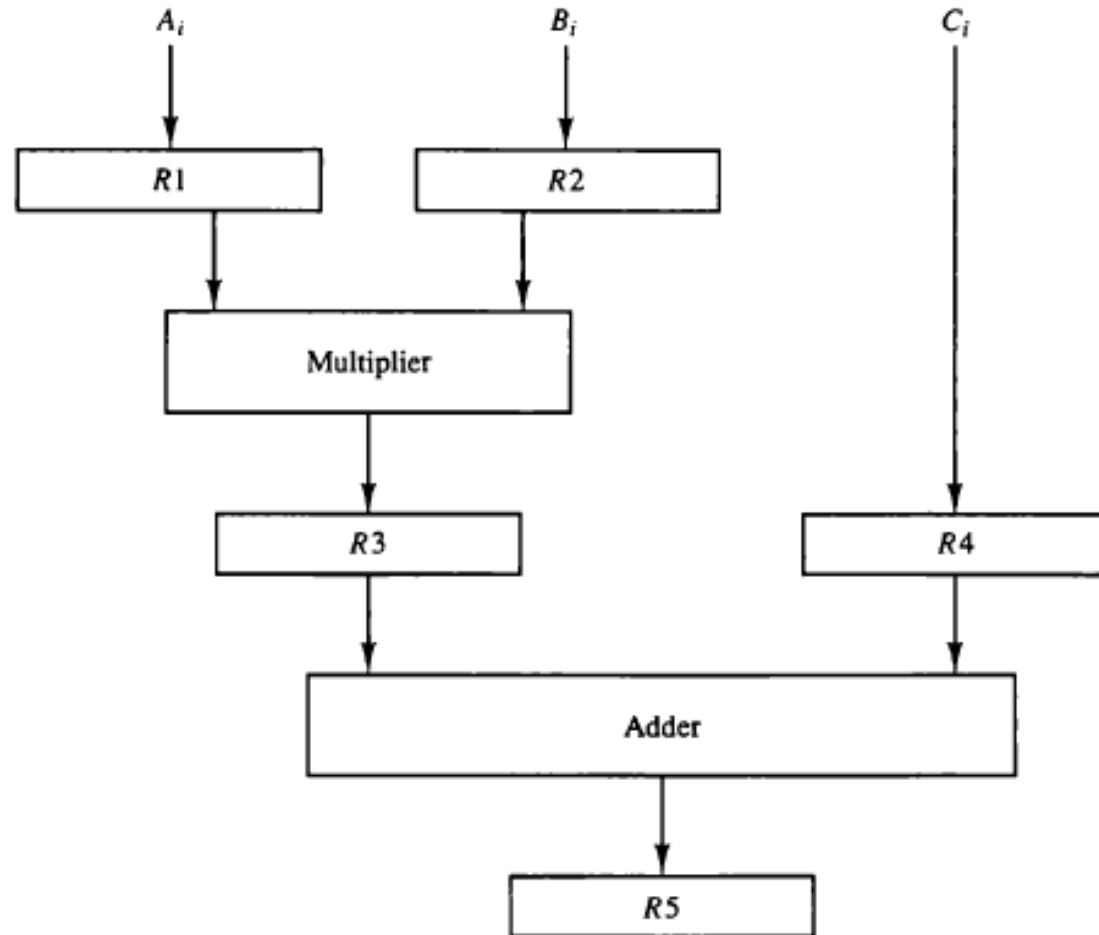 A_i B_i C_i
R1 R2
Multiplier
R3 R4
Adder
R5